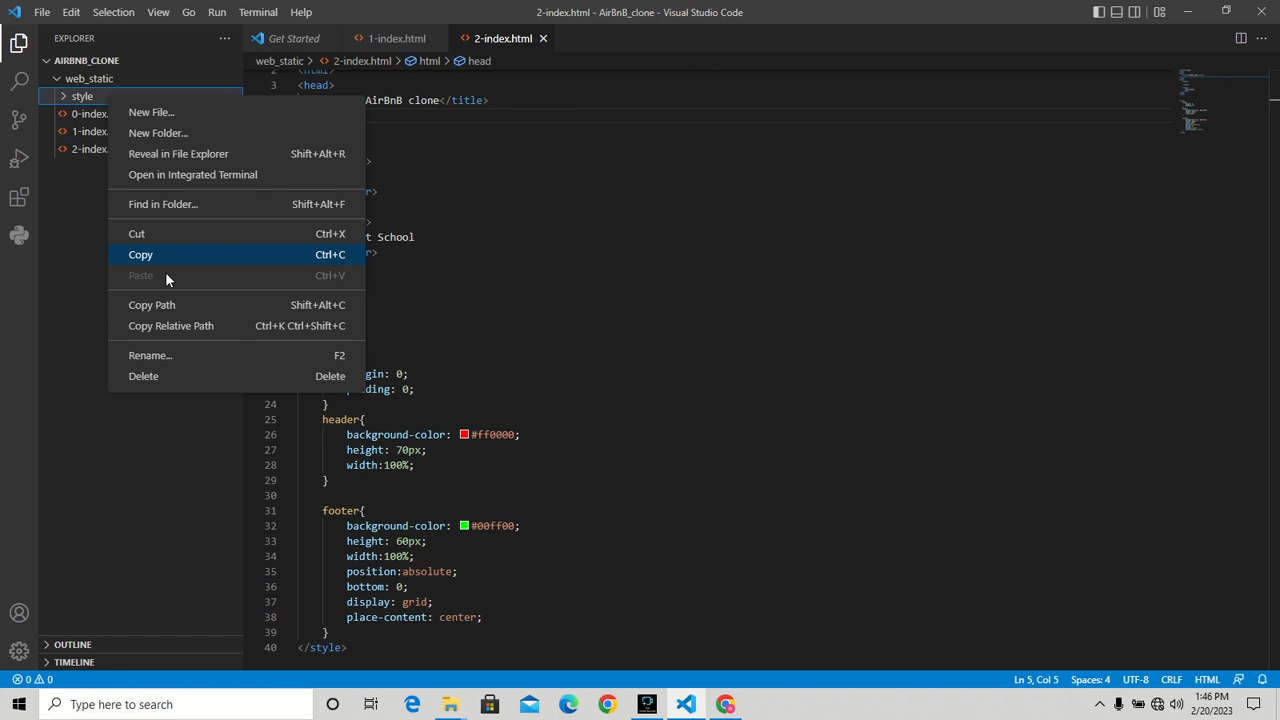 File Edit Selection View Go Run Terminal Help
2-index.html - AirBnB_clone - Visual Studio Code
EXPLORER
Get Started
1-index.html
2-index.html
AIRBNB_CLONE
web_static > 2-index.html > html > head
web_static
style
0-index.
1-index.
2-index.
New File...
New Folder...
Reveal in File Explorer Shift+Alt+R
Open in Integrated Terminal
Find in Folder... Shift+Alt+F
Cut Ctrl+X
Copy Ctrl+C
Paste Ctrl+V
Copy Path Shift+Alt+C
Copy Relative Path Ctrl+K Ctrl+Shift+C
Rename... F2
Delete Delete
2 <html>
3 <head>
AirBnB clone</title>
>
r>
>
t School
r>
gin: 0;
ding: 0;
24 }
25 header{
26 background-color: #ff0000;
27 height: 70px;
28 width:100%;
29 }
30
31 footer{
32 background-color: #00ff00;
33 height: 60px;
34 width:100%;
35 position:absolute;
36 bottom: 0;
37 display: grid;
38 place-content: center;
39 }
40 </style>
OUTLINE
TIMELINE
0 0
Ln 5, Col 5 Spaces: 4 UTF-8 CRLF HTML
Type here to search
1:46 PM
2/20/2023